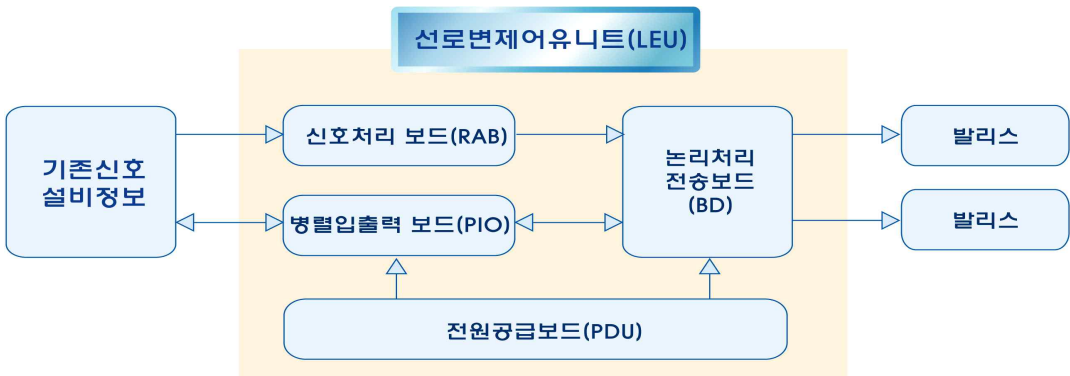 선로변제어유니트(LEU)
기존신호
설비정보
신호처리 보드(RAB)
병렬입출력 보드(PIO)
논리처리
전송보드
(BD)
발리스
발리스
전원공급보드(PDU)